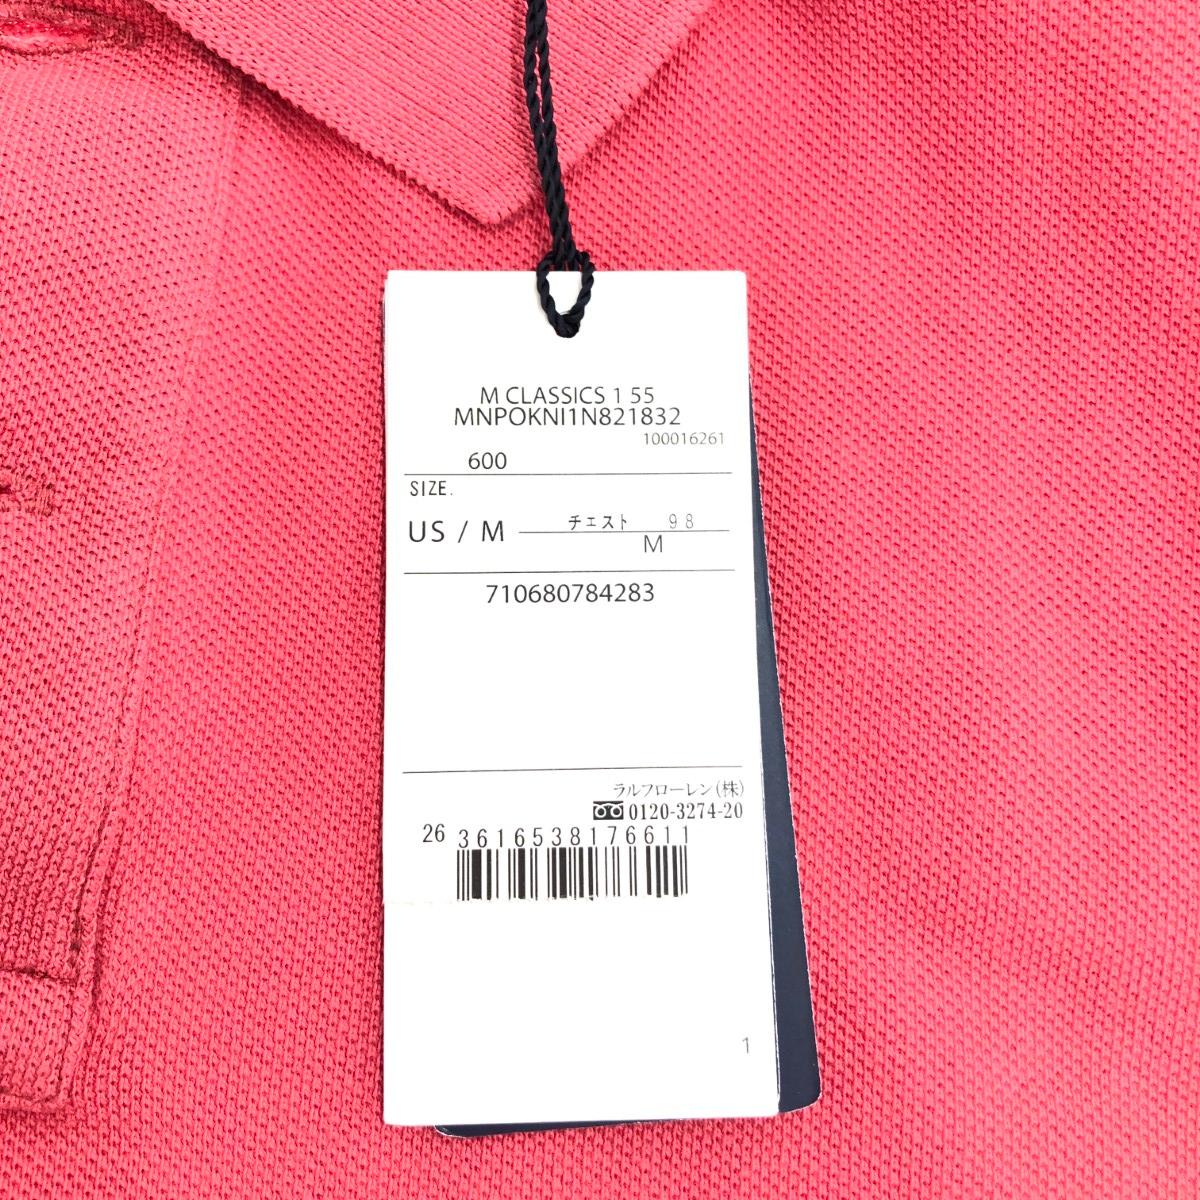 M CLASSICS 1 55
MNPOKNI1N821832
100016261
600
SIZE.
US / M
チェスト 98
M
710680784283
ラルフローレン(株)
0120-3274-20
26
3616538176611
1